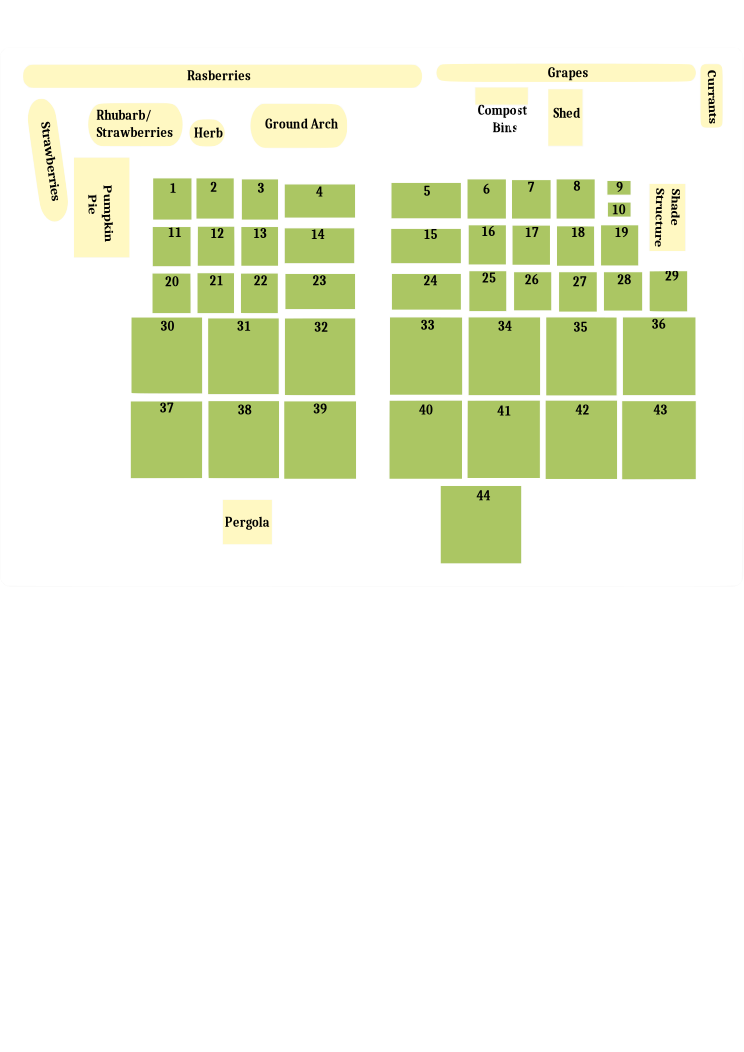 Rasberries
Grapes
Currants
Strawberries
Rhubarb/
Strawberries
Herb
Ground Arch
Compost
Bins
Shed
Pumpkin
Pie
1
2
3
4
5
6
7
8
9
10
Shade
Structure
11
12
13
14
15
16
17
18
19
20
21
22
23
24
25
26
27
28
29
30
31
32
33
34
35
36
37
38
39
40
41
42
43
Pergola
44